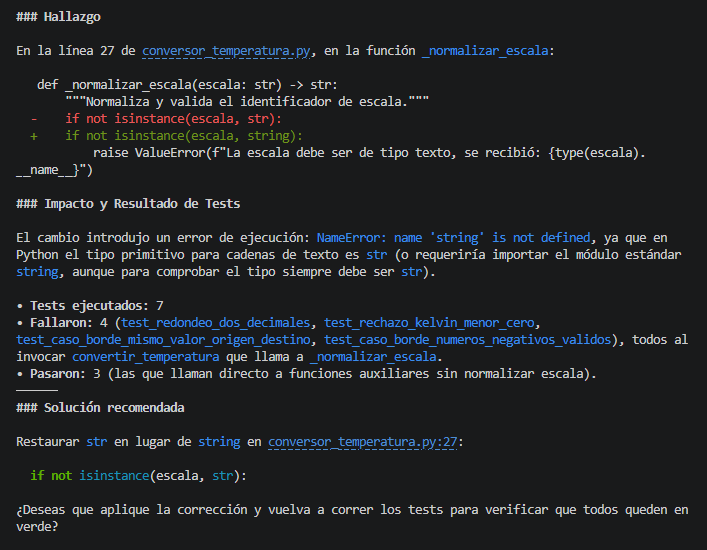 ### Hallazgo
En la línea 27 de conversor_temperatura.py, en la función _normalizar_escala:
def _normalizar_escala(escala: str) -> str:
"""Normaliza y valida el identificador de escala."""
- if not isinstance(escala, str):
+ if not isinstance(escala, string):
raise ValueError(f"La escala debe ser de tipo texto, se recibió: {type(escala).
__name__}")
### Impacto y Resultado de Tests
El cambio introdujo un error de ejecución: NameError: name 'string' is not defined, ya que en
Python el tipo primitivo para cadenas de texto es str (o requeriría importar el módulo estándar
string, aunque para comprobar el tipo siempre debe ser str).
• Tests ejecutados: 7
• Fallaron: 4 (test_redondeo_dos_decimales, test_rechazo_kelvin_menor_cero,
test_caso_borde_mismo_valor_origen_destino, test_caso_borde_numeros_negativos_validos), todos al
invocar convertir_temperatura que llama a _normalizar_escala.
• Pasaron: 3 (las que llaman directo a funciones auxiliares sin normalizar escala).
### Solución recomendada
Restaurar str en lugar de string en conversor_temperatura.py:27:
if not isinstance(escala, str):
¿Deseas que aplique la corrección y vuelva a correr los tests para verificar que todos queden en
verde?